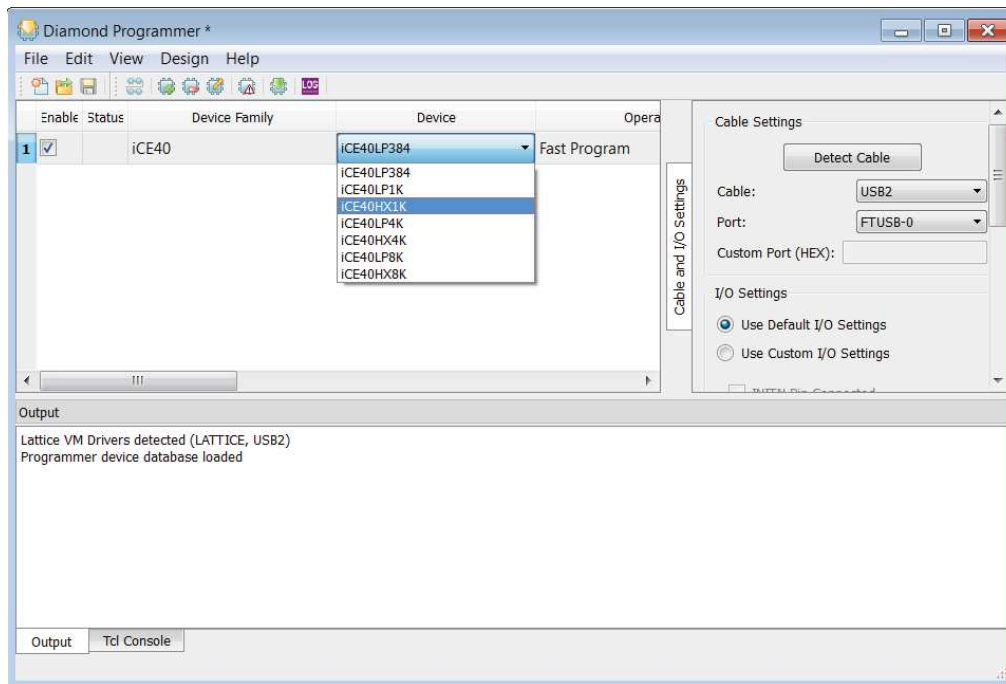 Diamond Programmer *
File Edit View Design Help
LOG
Enable Status Device Family Device Opera
1 iCE40 iCE40LP384 Fast Program
iCE40LP384
iCE40LP1K
iCE40HX1K
iCE40LP4K
iCE40HX4K
iCE40LP8K
iCE40HX8K
Cable and I/O Settings
Cable Settings
Detect Cable
Cable: USB2
Port: FTUSB-0
Custom Port (HEX):
I/O Settings
Use Default I/O Settings
Use Custom I/O Settings
Output
Lattice VM Drivers detected (LATTICE, USB2)
Programmer device database loaded
Output Tcl Console